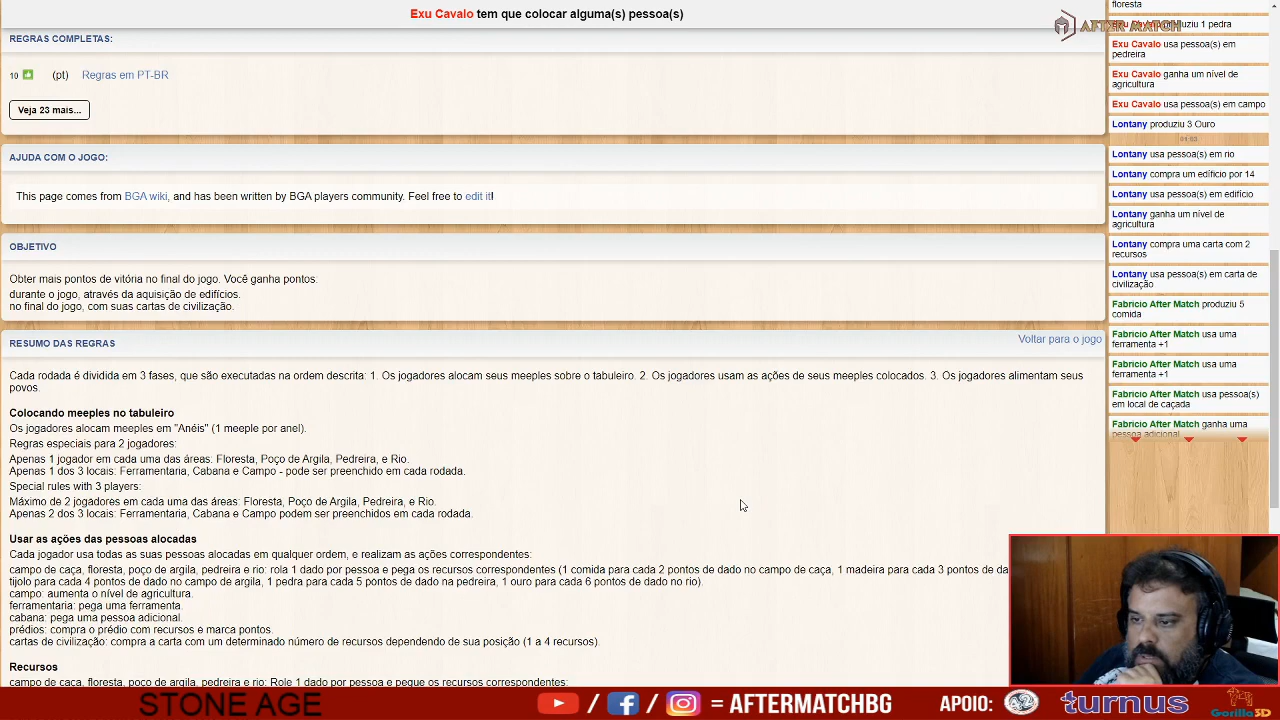 Exu Cavalo tem que colocar alguma(s) pessoa(s)
REGRAS COMPLETAS:
10 (pt) Regras em PT-BR
Veja 23 mais...
AJUDA COM O JOGO:
This page comes from BGA wiki, and has been written by BGA players community. Feel free to edit it!
OBJETIVO
Obter mais pontos de vitória no final do jogo. Você ganha pontos:
durante o jogo, através da aquisição de edifícios.
no final do jogo, com suas cartas de civilização.
RESUMO DAS REGRAS
Voltar para o jogo
Cada rodada é dividida em 3 fases, que são executadas na ordem descrita: 1. Os jogadores colocam seus meeples sobre o tabuleiro. 2. Os jogadores usam as ações de seus meeples colocados. 3. Os jogadores alimentam seus
povos.
Colocando meeples no tabuleiro
Os jogadores alocam meeples em "Anéis" (1 meeple por anel).
Regras especiais para 2 jogadores:
Apenas 1 jogador em cada uma das áreas: Floresta, Poço de Argila, Pedreira, e Rio.
Apenas 1 dos 3 locais: Ferramentaria, Cabana e Campo - pode ser preenchido em cada rodada.
Special rules with 3 players:
Máximo de 2 jogadores em cada uma das áreas: Floresta, Poço de Argila, Pedreira, e Rio.
Apenas 2 dos 3 locais: Ferramentaria, Cabana e Campo podem ser preenchidos em cada rodada.
Usar as ações das pessoas alocadas
Cada jogador usa todas as suas pessoas alocadas em qualquer ordem, e realizam as ações correspondentes:
campo de caça, floresta, poço de argila, pedreira e rio: rola 1 dado por pessoa e pega os recursos correspondentes (1 comida para cada 2 pontos de dado no campo de caça, 1 madeira para cada 3 pontos de da
tijolo para cada 4 pontos de dado no campo de argila, 1 pedra para cada 5 pontos de dado na pedreira, 1 ouro para cada 6 pontos de dado no rio).
campo: aumenta o nível de agricultura.
ferramentaria: pega uma ferramenta.
cabana: pega uma pessoa adicional.
prédios: compra o prédio com recursos e marca pontos.
cartas de civilização: compra a carta com um determinado número de recursos dependendo de sua posição (1 a 4 recursos).
Recursos
campo de caça, floresta, poço de argila, pedreira e rio: Role 1 dado por pessoa e pegue os recursos correspondentes:
floresta
Exu Cavalo produziu 1 pedra
AFTER MATCH
Exu Cavalo usa pessoa(s) em
pedreira
Exu Cavalo ganha um nível de
agricultura
Exu Cavalo usa pessoa(s) em campo
Lontany produziu 3 Ouro
Lontany usa pessoa(s) em rio
Lontany compra um edifício por 14
Lontany usa pessoa(s) em edifício
Lontany ganha um nível de
agricultura
Lontany compra uma carta com 2
recursos
Lontany usa pessoa(s) em carta de
civilização
Fabricio After Match produziu 5
comida
Fabricio After Match usa uma
ferramenta +1
Fabricio After Match usa uma
ferramenta +1
Fabricio After Match usa pessoa(s)
em local de caçada
Fabricio After Match ganha uma
pessoa adicional
STONE AGE
/ / = AFTERMATCHBG
APOIO:
turnus
Gorilla3D